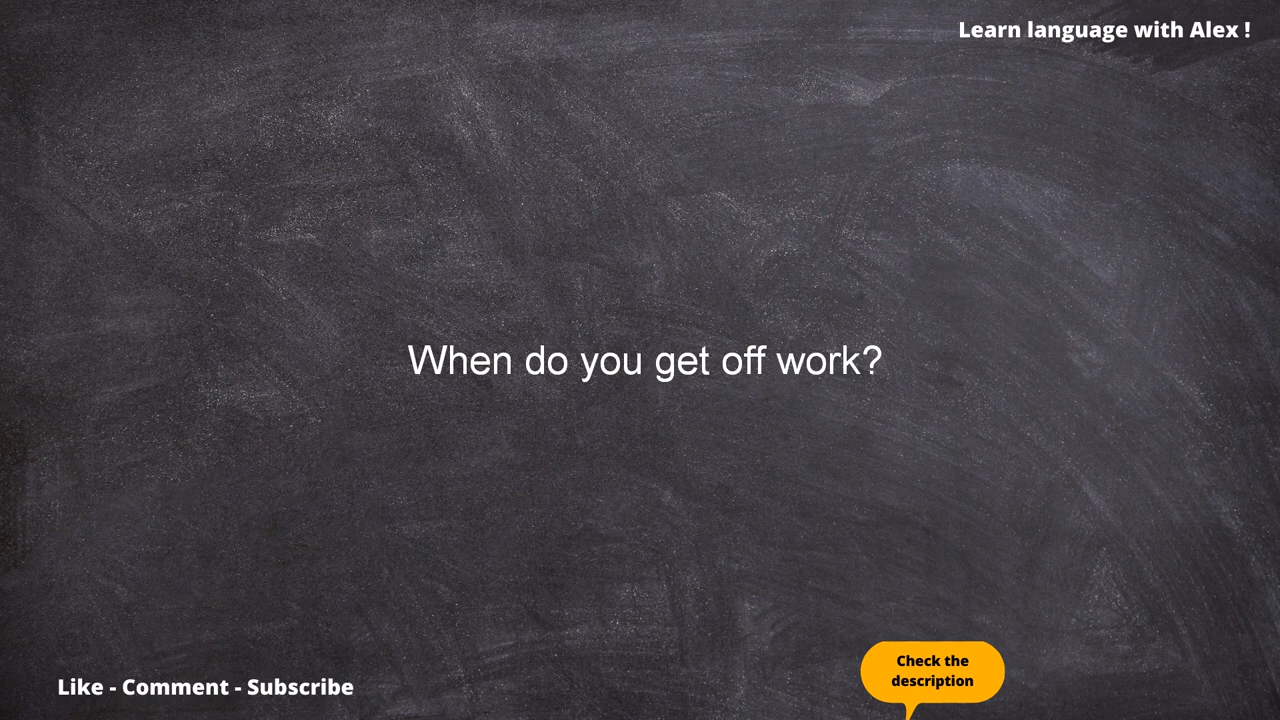 Learn language with Alex !
When do you get off work?
Like - Comment - Subscribe
Check the
description